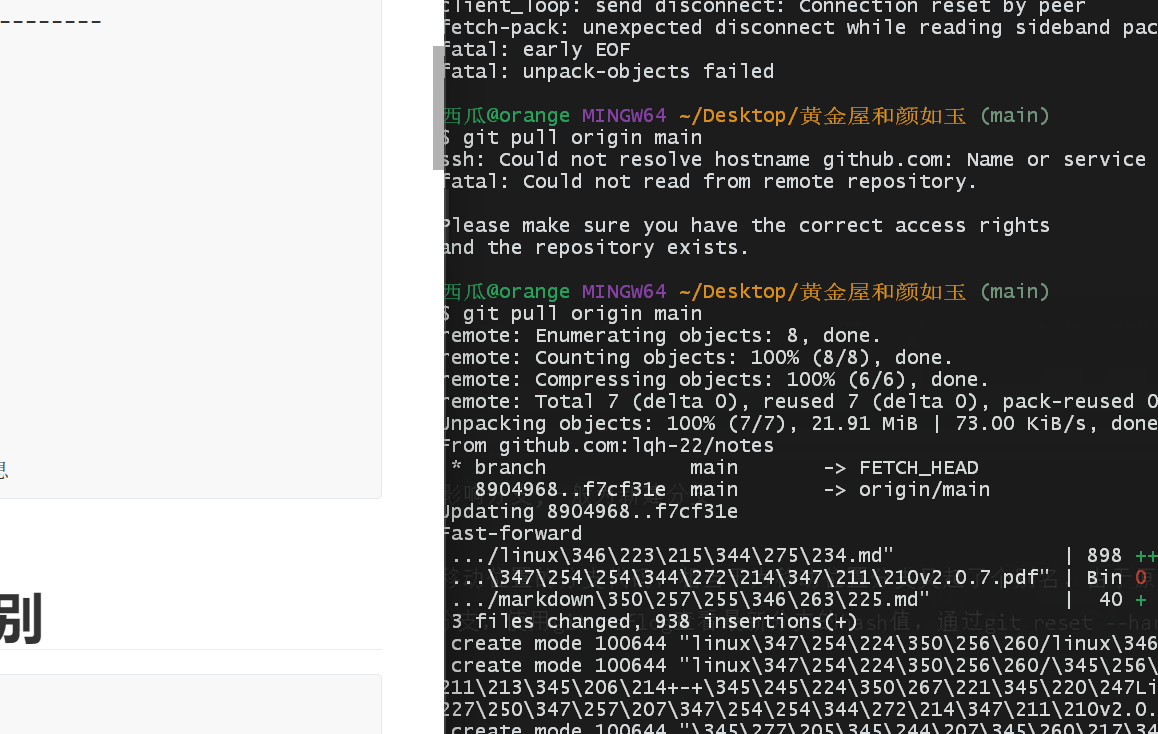 --------
想
别
client_loop: send disconnect: Connection reset by peer
fetch-pack: unexpected disconnect while reading sideband pac
fatal: early EOF
fatal: unpack-objects failed
西瓜@orange MINGW64 ~/Desktop/黄金屋和颜如玉 (main)
$ git pull origin main
ssh: Could not resolve hostname github.com: Name or service
fatal: Could not read from remote repository.
Please make sure you have the correct access rights
and the repository exists.
西瓜@orange MINGW64 ~/Desktop/黄金屋和颜如玉 (main)
$ git pull origin main
remote: Enumerating objects: 8, done.
remote: Counting objects: 100% (8/8), done.
remote: Compressing objects: 100% (6/6), done.
remote: Total 7 (delta 0), reused 7 (delta 0), pack-reused 0
Unpacking objects: 100% (7/7), 21.91 MiB | 73.00 KiB/s, done
From github.com:lqh-22/notes
* branch main -> FETCH_HEAD
8904968..f7cf31e main -> origin/main
Updating 8904968..f7cf31e
Fast-forward
.../linux\346\223\215\344\275\234.md" | 898 ++
...\347\254\254\344\272\214\347\211\210v2.0.7.pdf" | Bin 0
.../markdown\350\257\255\346\263\225.md" | 40 +
3 files changed, 938 insertions(+)
create mode 100644 "linux\347\254\224\350\256\260/linux\346
create mode 100644 "linux\347\254\224\350\256\260/\345\256\
211\213\345\206\214+-+\345\245\224\350\267\221\345\220\247Li
227\250\347\257\207\347\254\254\344\272\214\347\211\210v2.0.
create mode 100644 "\345\277\205\345\244\207\345\260\217\34